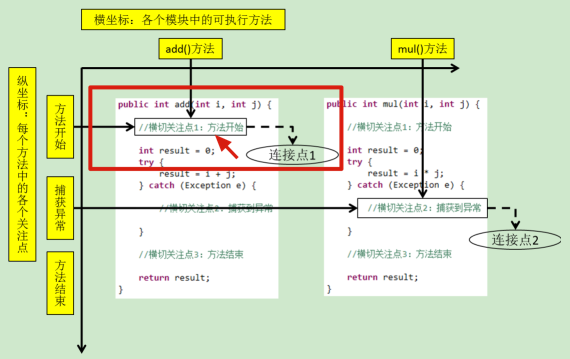 横坐标：各个模块中的可执行方法
add()方法
mul()方法
纵坐标：每个方法中的各个关注点
方法开始
捕获异常
方法结束
public int add(int i, int j) {
//横切关注点1：方法开始
int result = 0;
try {
result = i + j;
} catch (Exception e) {
//横切关注点2：捕获到异常
}
//横切关注点3：方法结束
return result;
}
连接点1
public int mul(int i, int j) {
//横切关注点1：方法开始
int result = 0;
try {
result = i * j;
} catch (Exception e) {
//横切关注点2：捕获到异常
}
//横切关注点3：方法结束
return result;
}
连接点2